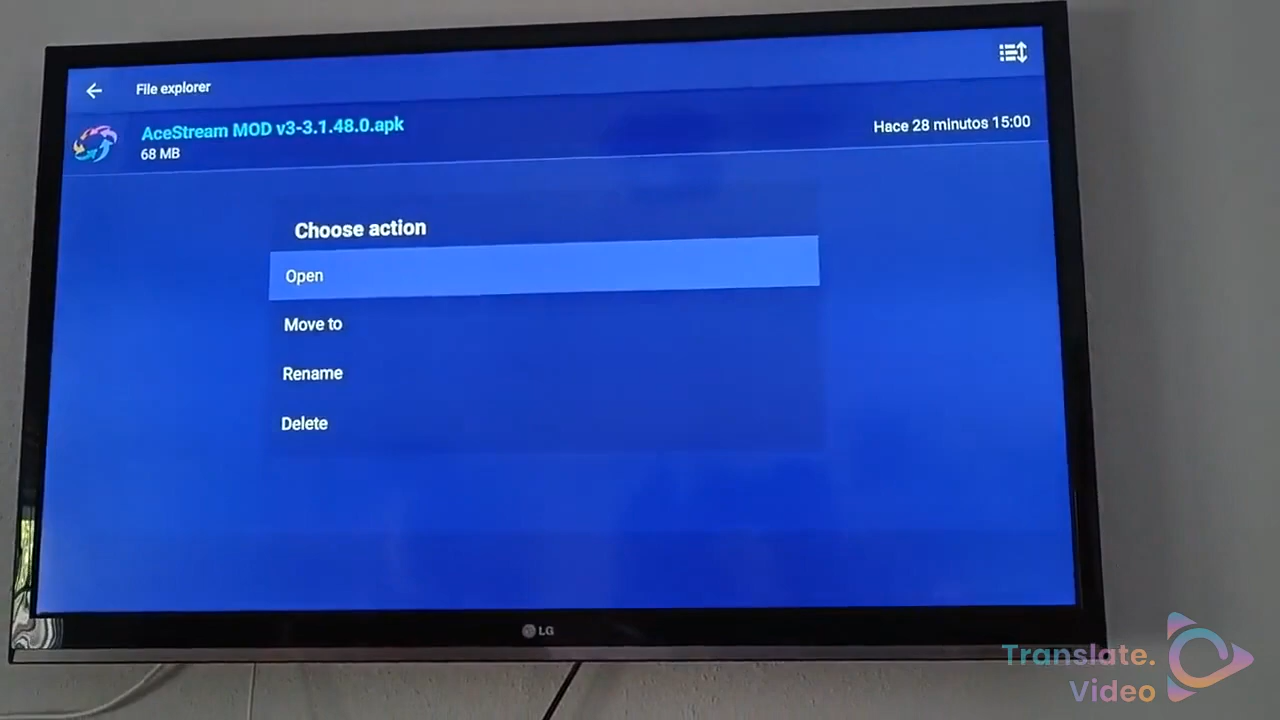 File explorer
AceStream MOD v3-3.1.48.0.apk
68 MB
Hace 28 minutos 15:00
Choose action
Open
Move to
Rename
Delete
LG
Translate.
Video